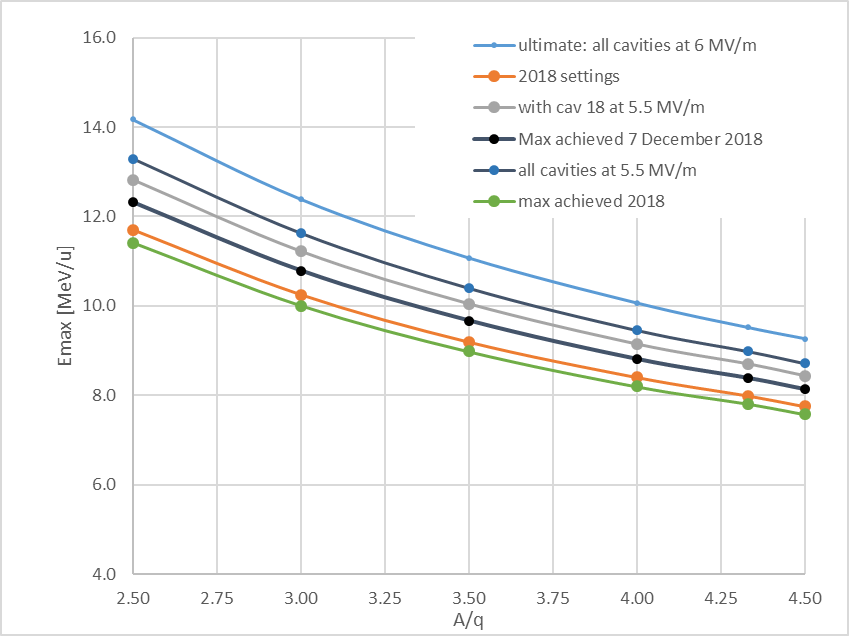 16.0
14.0
12.0
10.0
8.0
6.0
4.0
Emax [MeV/u]
ultimate: all cavities at 6 MV/m
2018 settings
with cav 18 at 5.5 MV/m
Max achieved 7 December 2018
all cavities at 5.5 MV/m
max achieved 2018
2.50 2.75 3.00 3.25 3.50 3.75 4.00 4.25 4.50
A/q